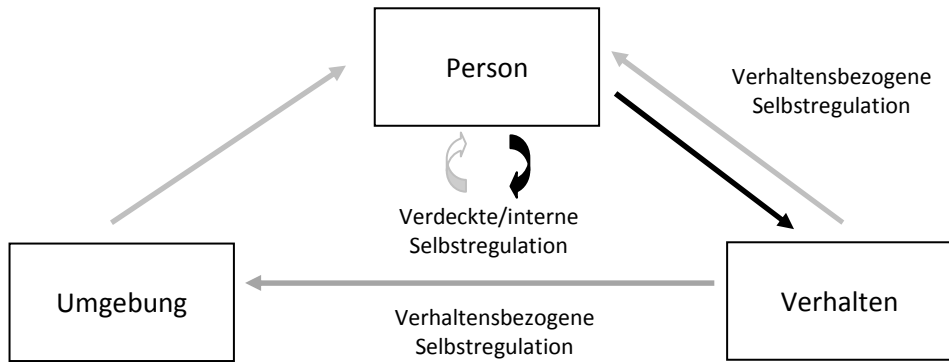 Person
Verhaltensbezogene
Selbstregulation
Verdeckte/interne
Selbstregulation
Umgebung
Verhalten
Verhaltensbezogene
Selbstregulation